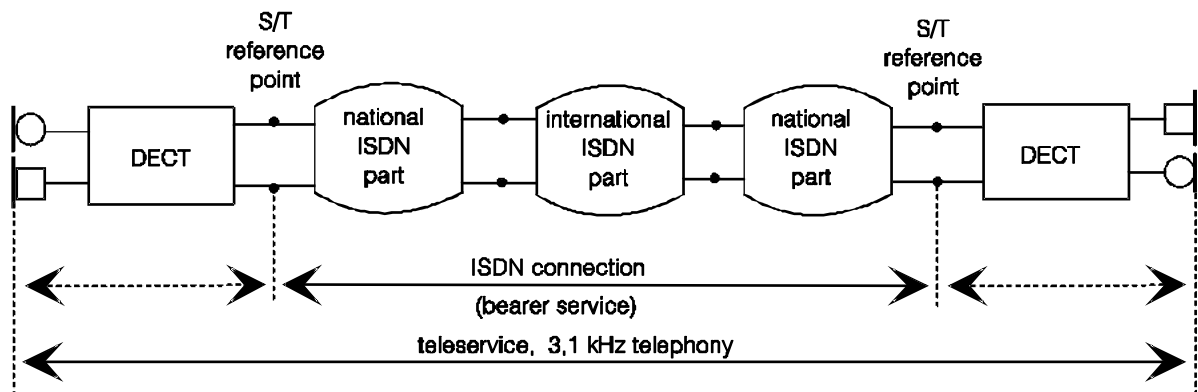 S/T
reference
point
S/T
reference
point
DECT
national
ISDN
part
international
ISDN
part
national
ISDN
part
DECT
ISDN connection
(bearer service)
teleservice, 3,1 kHz telephony